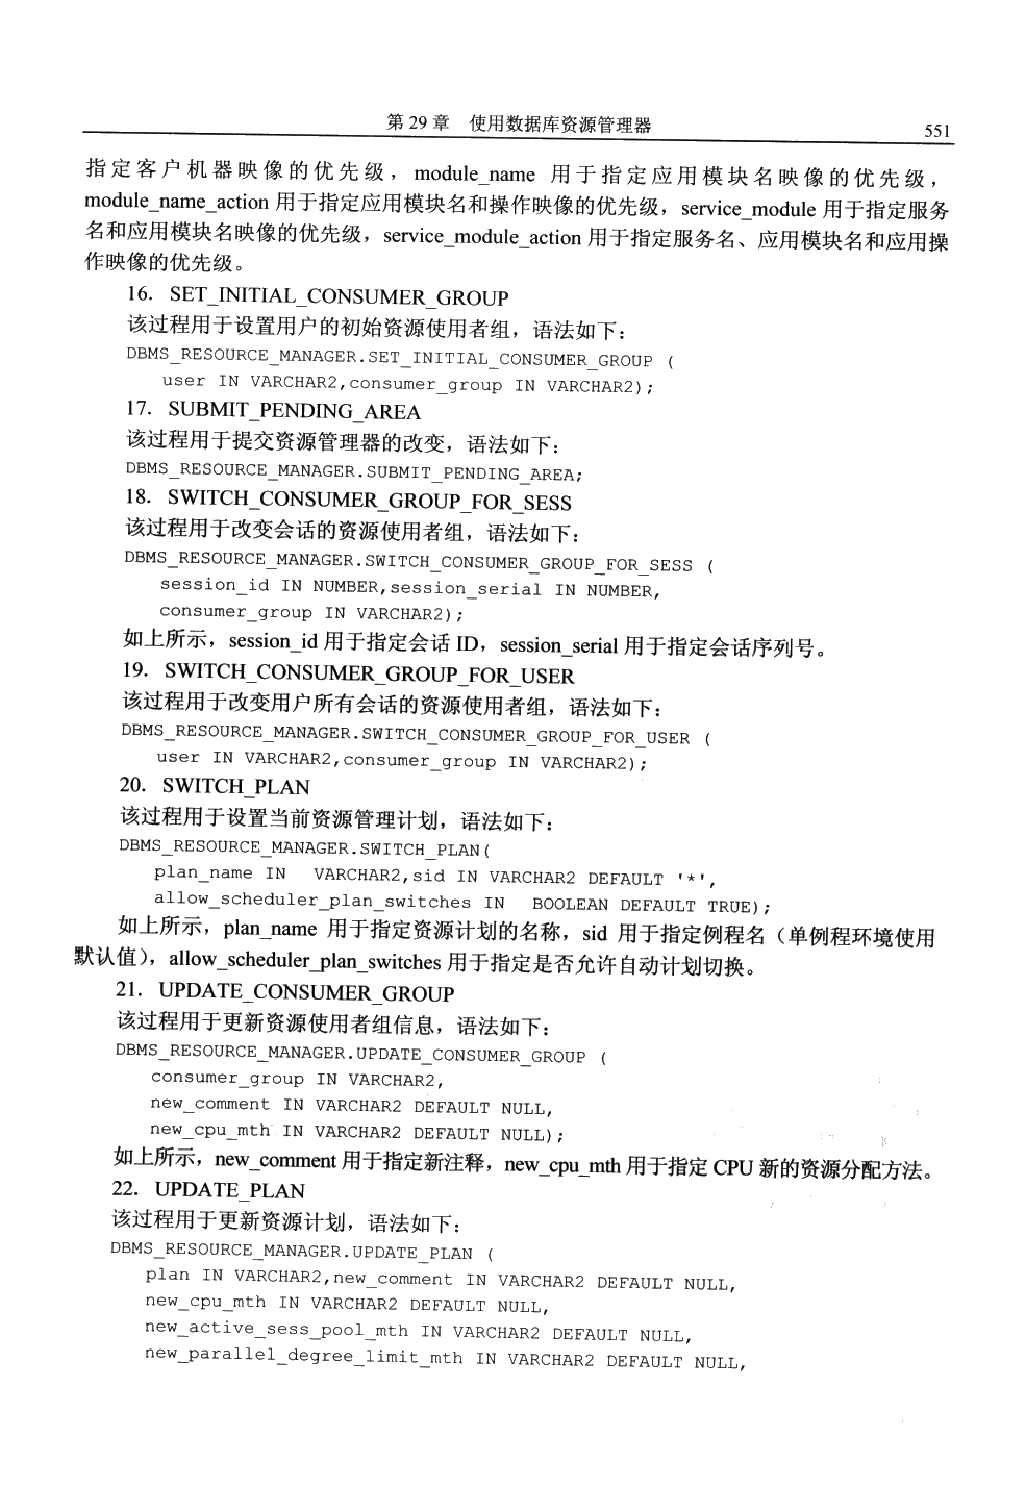 第 29 章 使用数据库资源管理器
551
指定客户机器映像的优先级，module_name 用于指定应用模块名映像的优先级，
module_name_action 用于指定应用模块名和操作映像的优先级，service_module 用于指定服务
名和应用模块名映像的优先级，service_module_action 用于指定服务名、应用模块名和应用操
作映像的优先级。
16．SET_INITIAL_CONSUMER_GROUP
该过程用于设置用户的初始资源使用者组，语法如下：
DBMS_RESOURCE_MANAGER.SET_INITIAL_CONSUMER_GROUP (
user IN VARCHAR2,consumer_group IN VARCHAR2);
17．SUBMIT_PENDING_AREA
该过程用于提交资源管理器的改变，语法如下：
DBMS_RESOURCE_MANAGER.SUBMIT_PENDING_AREA;
18．SWITCH_CONSUMER_GROUP_FOR_SESS
该过程用于改变会话的资源使用者组，语法如下：
DBMS_RESOURCE_MANAGER.SWITCH_CONSUMER_GROUP_FOR_SESS (
session_id IN NUMBER,session_serial IN NUMBER,
consumer_group IN VARCHAR2);
如上所示，session_id 用于指定会话 ID，session_serial 用于指定会话序列号。
19．SWITCH_CONSUMER_GROUP_FOR_USER
该过程用于改变用户所有会话的资源使用者组，语法如下：
DBMS_RESOURCE_MANAGER.SWITCH_CONSUMER_GROUP_FOR_USER (
user IN VARCHAR2,consumer_group IN VARCHAR2);
20．SWITCH_PLAN
该过程用于设置当前资源管理计划，语法如下：
DBMS_RESOURCE_MANAGER.SWITCH_PLAN(
plan_name IN VARCHAR2,sid IN VARCHAR2 DEFAULT '*',
allow_scheduler_plan_switches IN BOOLEAN DEFAULT TRUE);
如上所示，plan_name 用于指定资源计划的名称，sid 用于指定例程名（单例程环境使用
默认值），allow_scheduler_plan_switches 用于指定是否允许自动计划切换。
21．UPDATE_CONSUMER_GROUP
该过程用于更新资源使用者组信息，语法如下：
DBMS_RESOURCE_MANAGER.UPDATE_CONSUMER_GROUP (
consumer_group IN VARCHAR2,
new_comment IN VARCHAR2 DEFAULT NULL,
new_cpu_mth IN VARCHAR2 DEFAULT NULL);
如上所示，new_comment 用于指定新注释，new_cpu_mth 用于指定 CPU 新的资源分配方法。
22．UPDATE_PLAN
该过程用于更新资源计划，语法如下：
DBMS_RESOURCE_MANAGER.UPDATE_PLAN (
plan IN VARCHAR2,new_comment IN VARCHAR2 DEFAULT NULL,
new_cpu_mth IN VARCHAR2 DEFAULT NULL,
new_active_sess_pool_mth IN VARCHAR2 DEFAULT NULL,
new_parallel_degree_limit_mth IN VARCHAR2 DEFAULT NULL,